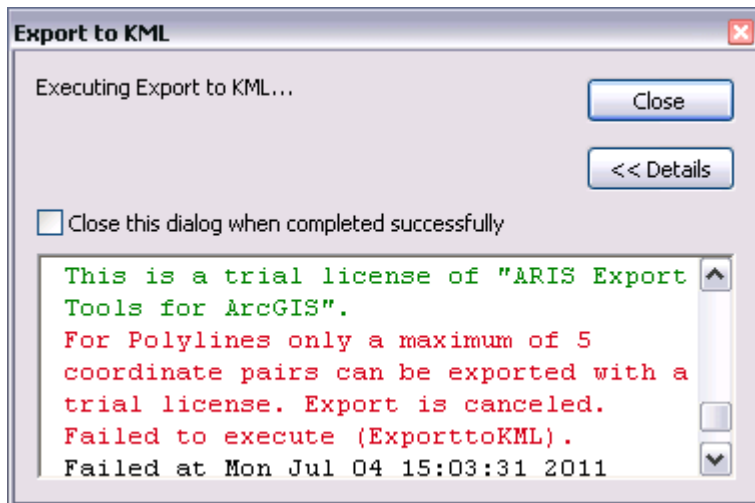 Export to KML
Executing Export to KML...
Close
<< Details
Close this dialog when completed successfully
This is a trial license of "ARIS Export
Tools for ArcGIS".
For Polylines only a maximum of 5
coordinate pairs can be exported with a
trial license. Export is canceled.
Failed to execute (ExporttoKML).
Failed at Mon Jul 04 15:03:31 2011